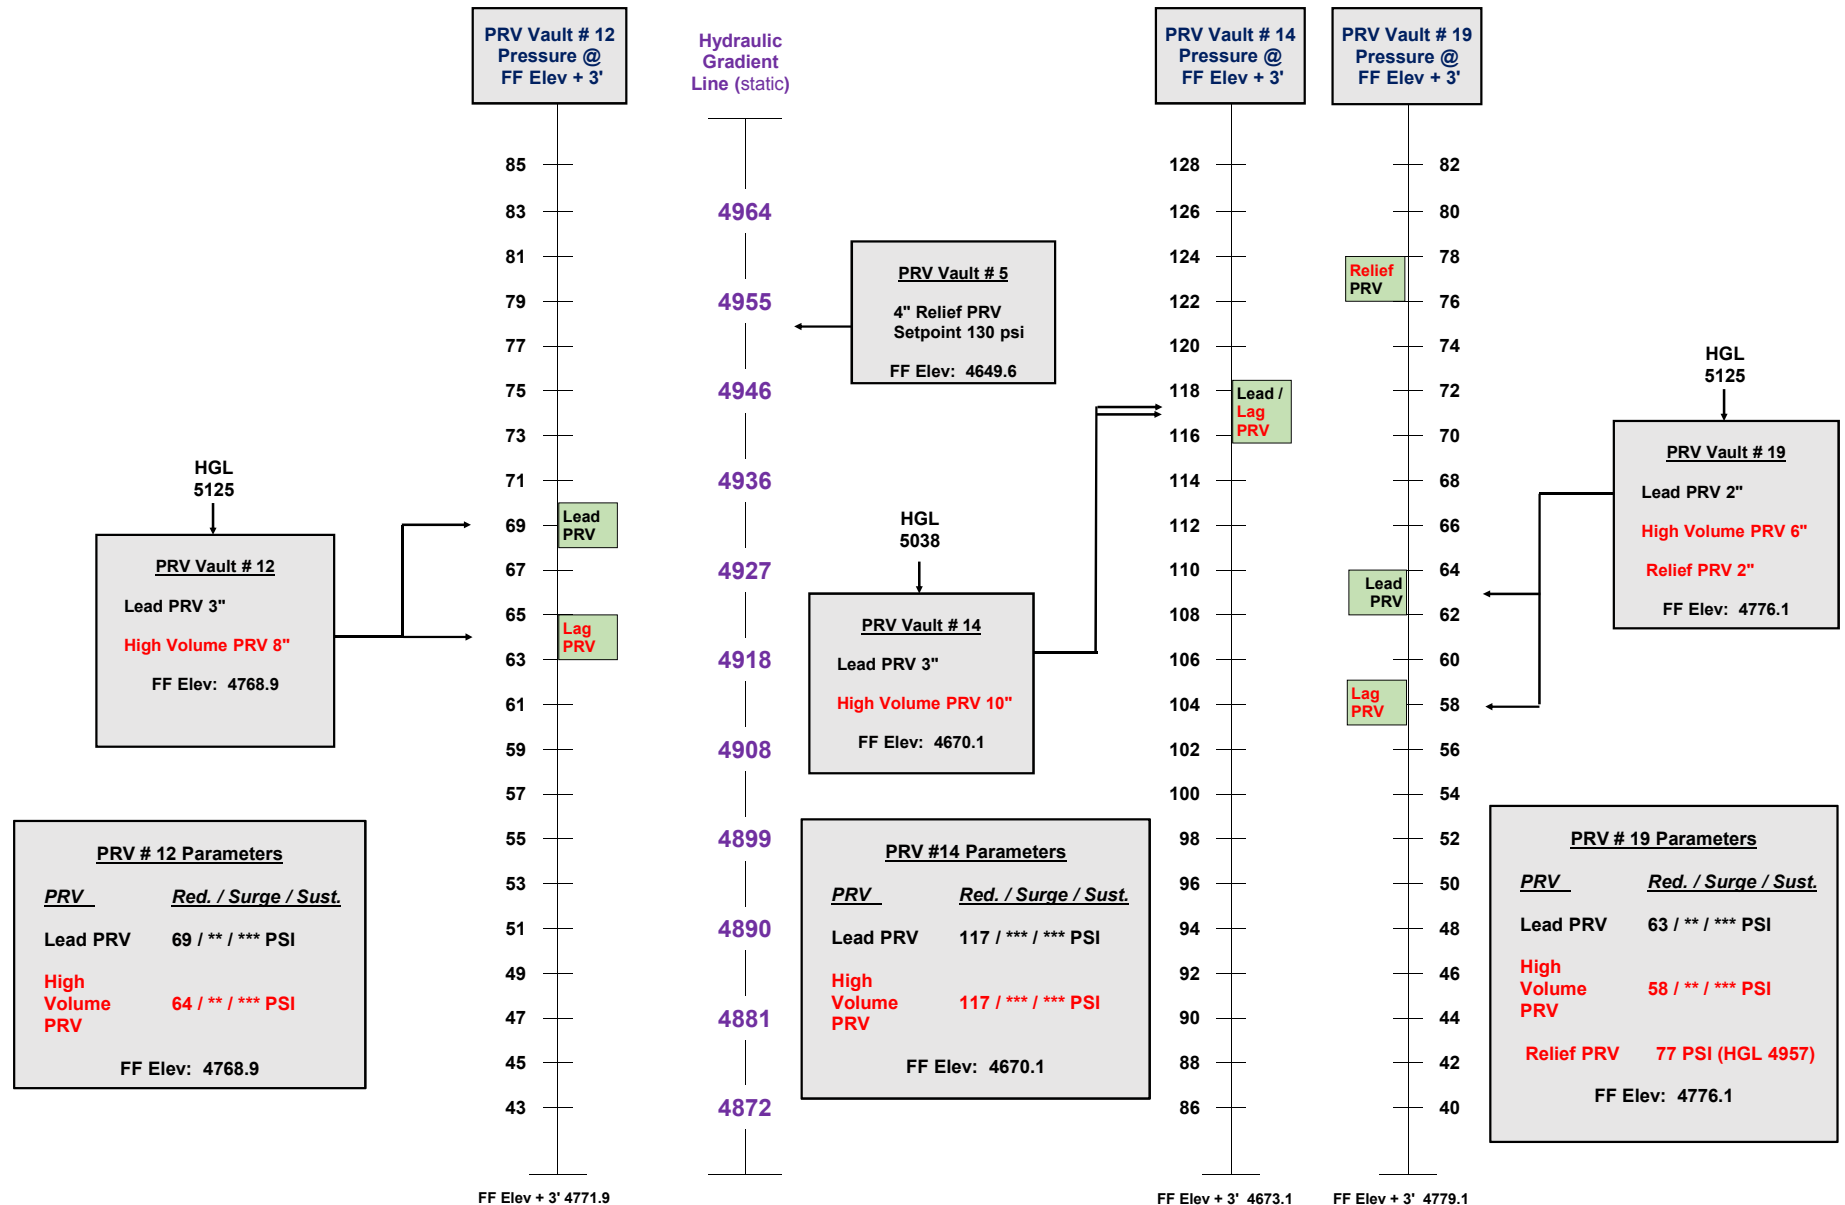 PRV Vault # 12
Pressure @
FF Elev + 3'
Hydraulic
Gradient
Line (static)
PRV Vault # 14
Pressure @
FF Elev + 3'
PRV Vault # 19
Pressure @
FF Elev + 3'
85
83
81
79
77
75
73
71
69
67
65
63
61
59
57
55
53
51
49
47
45
43
Lead
PRV
Lag
PRV
FF Elev + 3' 4771.9
4964
4955
4946
4936
4927
4918
4908
4899
4890
4881
4872
128
126
124
122
120
118
116
114
112
110
108
106
104
102
100
98
96
94
92
90
88
86
Lead /
Lag
PRV
FF Elev + 3' 4673.1
82
80
78
76
74
72
70
68
66
64
62
60
58
56
54
52
50
48
46
44
42
40
Relief
PRV
Lead
PRV
Lag
PRV
FF Elev + 3' 4779.1
HGL
5125
PRV Vault # 12
Lead PRV 3"
High Volume PRV 8"
FF Elev: 4768.9
PRV # 12 Parameters
PRV Red. / Surge / Sust.
Lead PRV 69 / ** / *** PSI
High
Volume 64 / ** / *** PSI
PRV
FF Elev: 4768.9
PRV Vault # 5
4" Relief PRV
Setpoint 130 psi
FF Elev: 4649.6
HGL
5038
PRV Vault # 14
Lead PRV 3"
High Volume PRV 10"
FF Elev: 4670.1
PRV #14 Parameters
PRV Red. / Surge / Sust.
Lead PRV 117 / *** / *** PSI
High
Volume 117 / *** / *** PSI
PRV
FF Elev: 4670.1
HGL
5125
PRV Vault # 19
Lead PRV 2"
High Volume PRV 6"
Relief PRV 2"
FF Elev: 4776.1
PRV # 19 Parameters
PRV Red. / Surge / Sust.
Lead PRV 63 / ** / *** PSI
High
Volume 58 / ** / *** PSI
PRV
Relief PRV 77 PSI (HGL 4957)
FF Elev: 4776.1